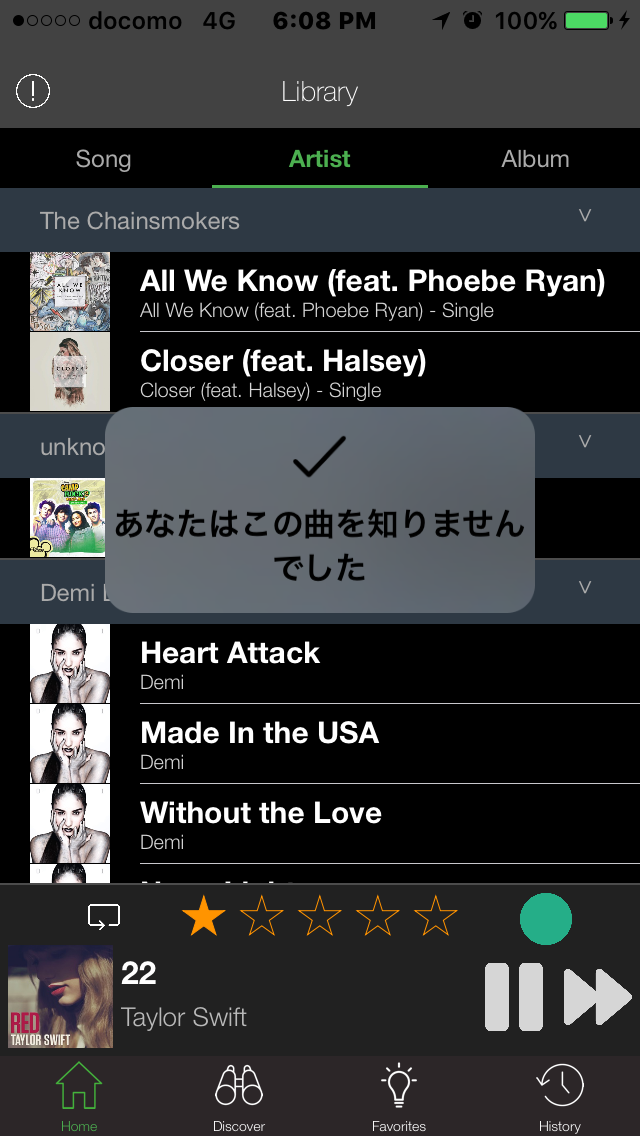 docomo 4G 6:08 PM 100%
Library
Song Artist Album
The Chainsmokers
All We Know (feat. Phoebe Ryan)
All We Know (feat. Phoebe Ryan) - Single
Closer (feat. Halsey)
Closer (feat. Halsey) - Single
unkno
あなたはこの曲を知りません
でした
Demi
Heart Attack
Demi
Made In the USA
Demi
Without the Love
Demi
22
Taylor Swift
RED
TAYLOR SWIFT
Home Discover Favorites History